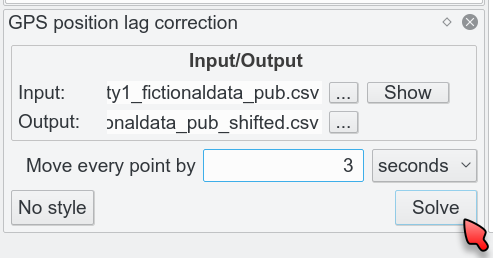 GPS position lag correction
Input/Output
Input: ty1_fictionaldata_pub.csv ... Show
Output: onaldata_pub_shifted.csv ...
Move every point by 3 seconds
No style Solve